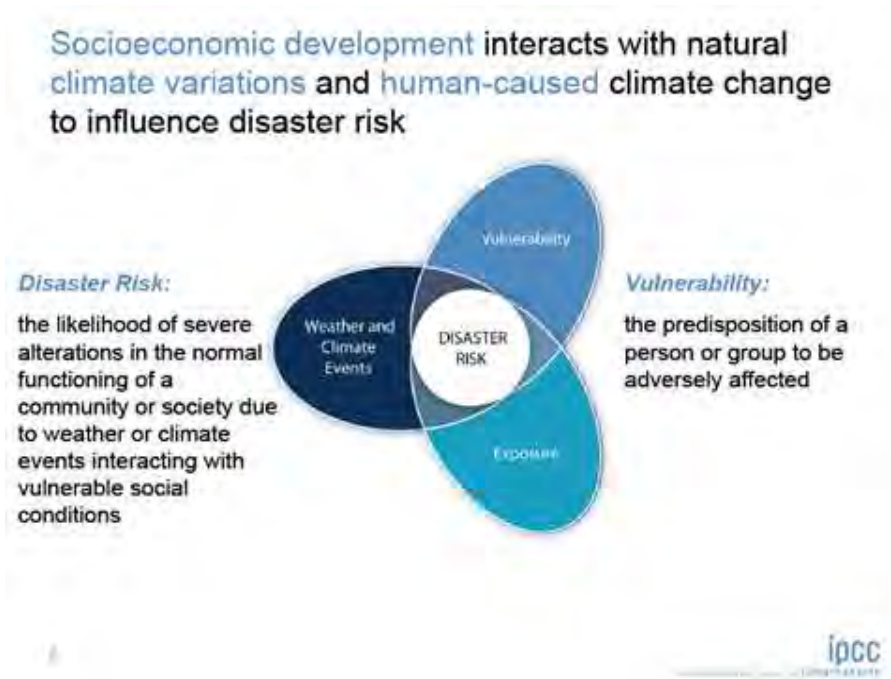 Socioeconomic development interacts with natural
climate variations and human-caused climate change
to influence disaster risk
Vulnerability
Disaster Risk:
the likelihood of severe
alterations in the normal
functioning of a
community or society due
to weather or climate
events interacting with
vulnerable social
conditions
Weather and
Climate
Events
DISASTER
RISK
Vulnerability:
the predisposition of a
person or group to be
adversely affected
Exposure
ipcc